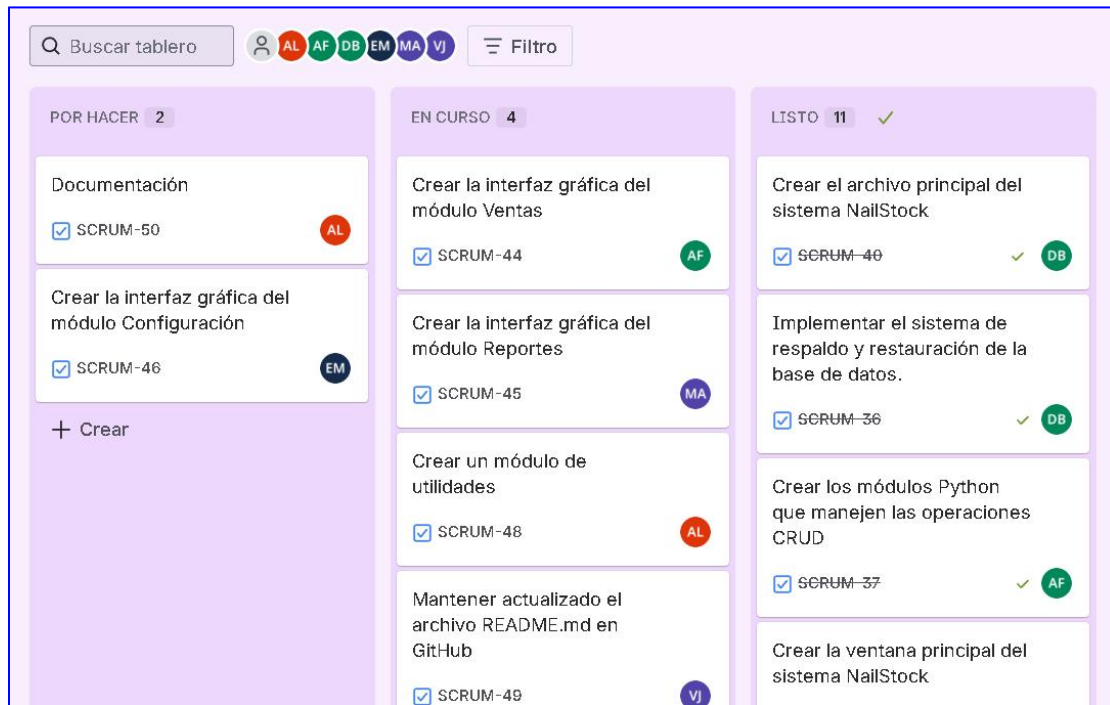 Buscar tablero
AL AF DB EM MA VJ
Filtro
POR HACER 2
Documentación
SCRUM-50
AL
Crear la interfaz gráfica del
módulo Configuración
SCRUM-46
EM
+ Crear
EN CURSO 4
Crear la interfaz gráfica del
módulo Ventas
SCRUM-44
AF
Crear la interfaz gráfica del
módulo Reportes
SCRUM-45
MA
Crear un módulo de
utilidades
SCRUM-48
AL
Mantener actualizado el
archivo README.md en
GitHub
SCRUM-49
VJ
LISTO 11
Crear el archivo principal del
sistema NailStock
SCRUM-40
DB
Implementar el sistema de
respaldo y restauración de la
base de datos.
SCRUM-36
DB
Crear los módulos Python
que manejen las operaciones
CRUD
SCRUM-37
AF
Crear la ventana principal del
sistema NailStock